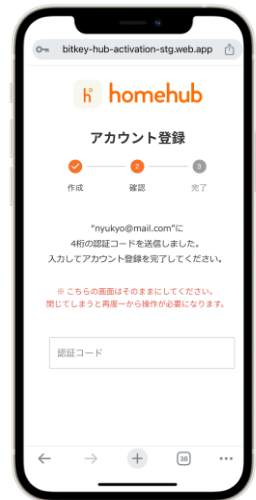 bitkey-hub-activation-stg.web.app
h homehub
アカウント登録
2 3
作成 確認 完了
"nyukyo@mail.com"に
4桁の認証コードを送信しました。
入力してアカウント登録を完了してください。
※ こちらの画面はそのままにしてください。
閉じてしまうと再度一から操作が必要になります。
認証コード
38